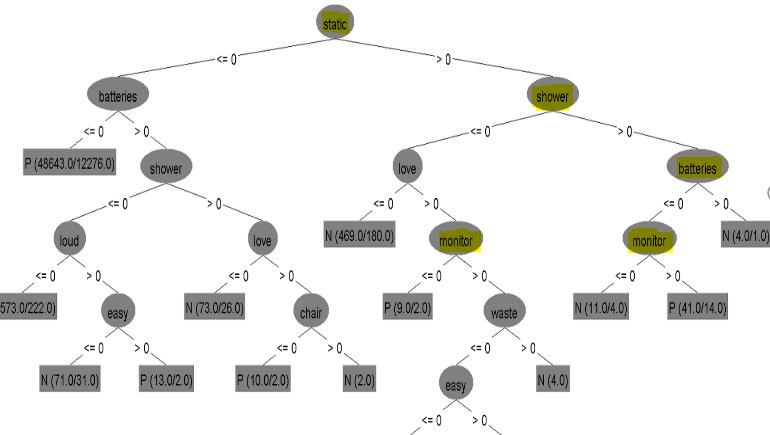 static
<= 0 > 0
batteries shower
<= 0 > 0 <= 0 > 0
P (48643.0/12276.0) shower love batteries
<= 0 > 0 <= 0 > 0 <= 0 > 0
loud love N (469.0/180.0) monitor monitor N (4.0/1.0)
<= 0 > 0 <= 0 > 0 <= 0 > 0 <= 0 > 0
573.0/222.0) easy N (73.0/26.0) chair P (9.0/2.0) waste N (11.0/4.0) P (41.0/14.0)
<= 0 > 0 <= 0 > 0 <= 0 > 0
N (71.0/31.0) P (13.0/2.0) P (10.0/2.0) N (2.0) easy N (4.0)
<= 0 > 0